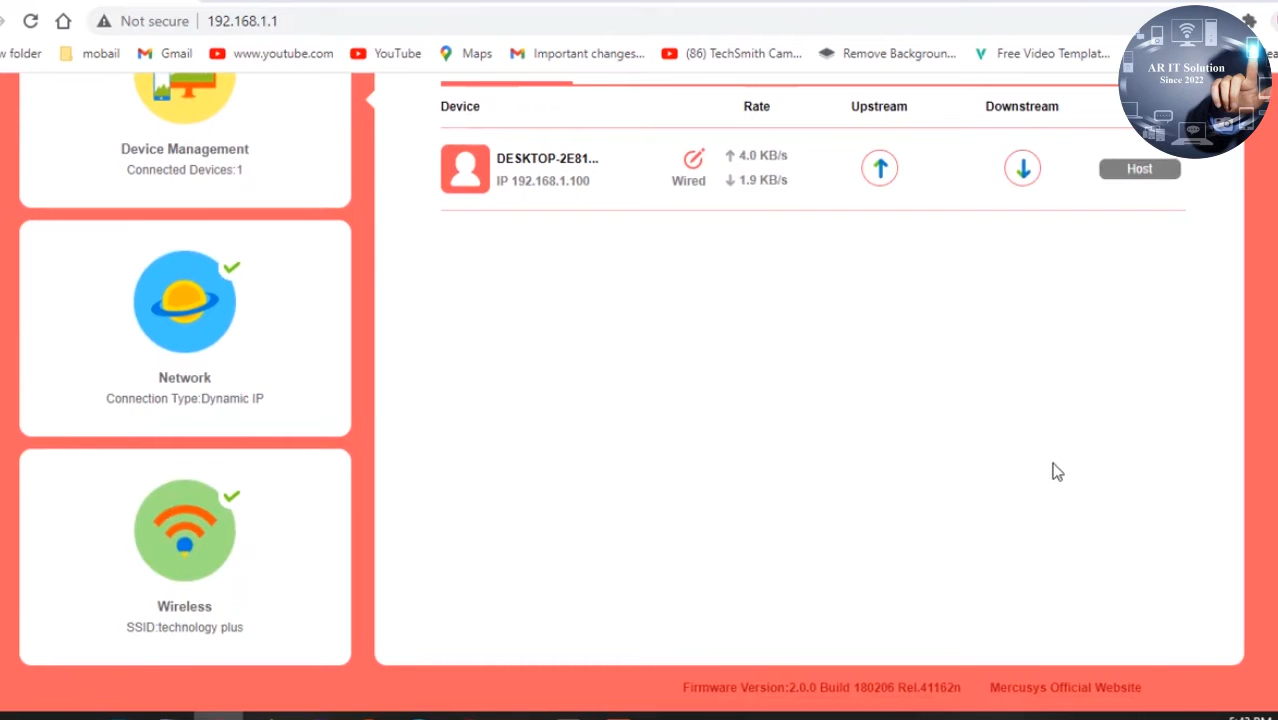 Not secure | 192.168.1.1
w folder mobail Gmail www.youtube.com YouTube Maps Important changes... (86) TechSmith Cam... Remove Backgroun... Free Video Templat...
AR IT Solution
Since 2022
Device Rate Upstream Downstream
Device Management
Connected Devices:1
DESKTOP-2E81...
IP 192.168.1.100
Wired
4.0 KB/s
1.9 KB/s
Host
Network
Connection Type:Dynamic IP
Wireless
SSID:technology plus
Firmware Version:2.0.0 Build 180206 Rel.41162n Mercusys Official Website